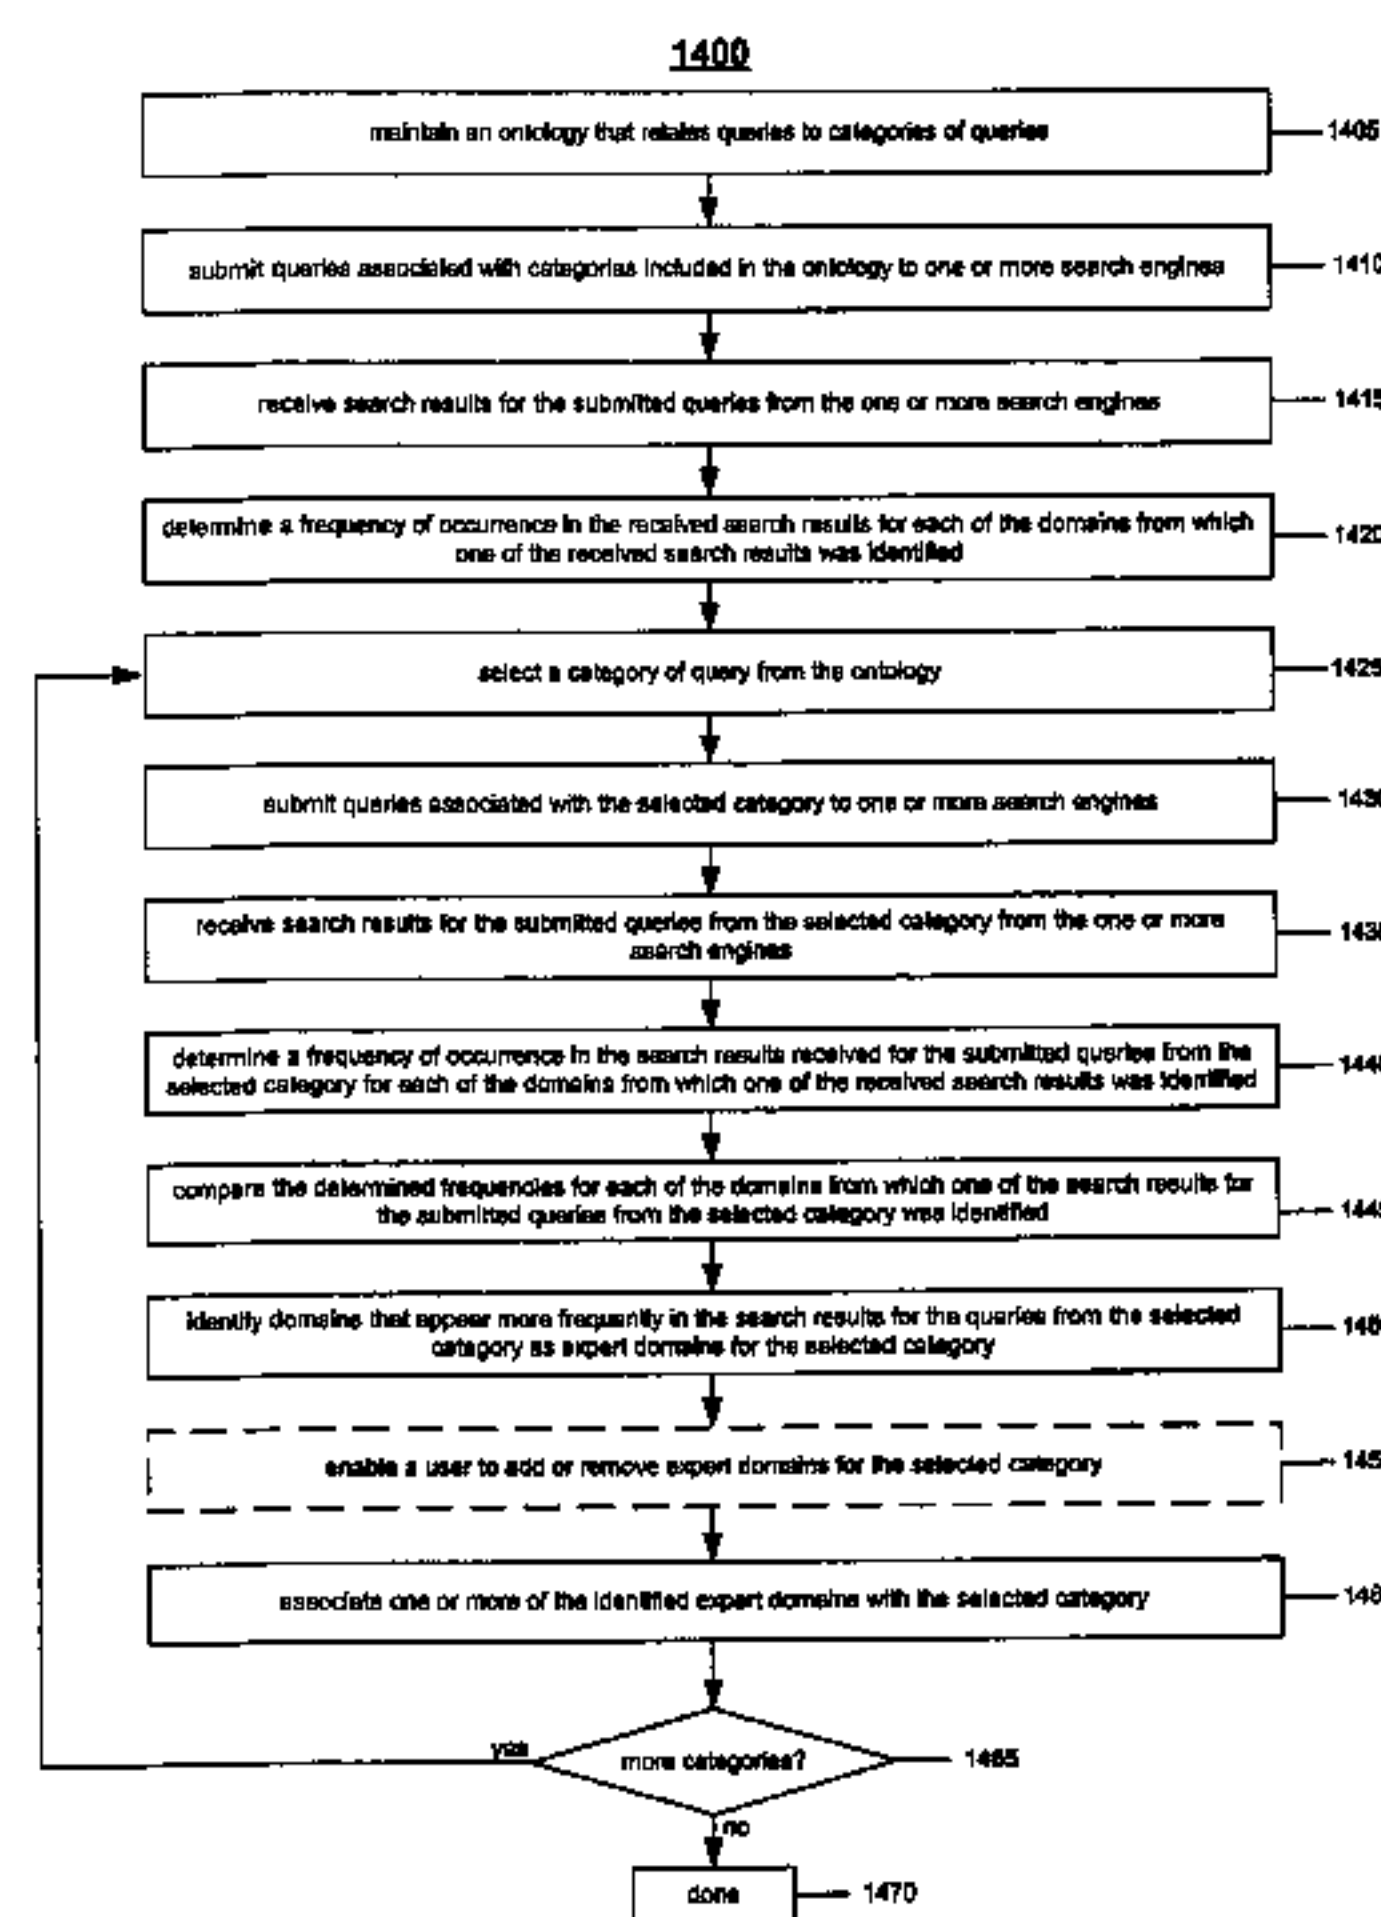 1400
maintain an ontology that relates queries to categories of queries
1405
submit queries associated with categories included in the ontology to one or more search engines
1410
receive search results for the submitted queries from the one or more search engines
1415
determine a frequency of occurrence in the received search results for each of the domains from which
one of the received search results was identified
1420
select a category of query from the ontology
1425
submit queries associated with the selected category to one or more search engines
receive search results for the submitted queries from the selected category from the one or more
search engines
determine a frequency of occurrence in the search results received for the submitted queries from the
selected category for each of the domains from which one of the received search results was identified
compare the determined frequencies for each of the domains from which one of the search results for
the submitted queries from the selected category was identified
identify domains that appear more frequently in the search results for the queries from the selected
category as expert domains for the selected category
enable a user to add or remove expert domains for the selected category
associate one or more of the identified expert domains with the selected category
yes
more categories?
1465
no
done
1470